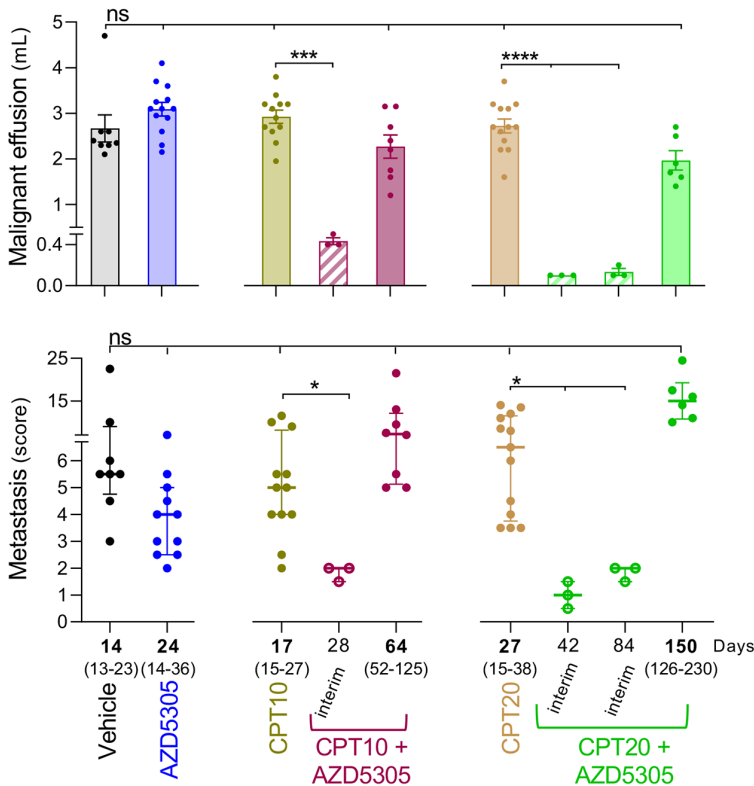 ns
5
4
3
2
1
0.4
0.0
Malignant effusion (mL)
***
****
ns
25
15
6
5
4
3
2
1
0
Metastasis (score)
*
*
14 24 17 28 64 27 42 84 150 Days
(13-23) (14-36) (15-27) (52-125) (15-38) (126-230)
interim interim interim
Vehicle AZD5305 CPT10 CPT20
CPT10 +
AZD5305
CPT20 +
AZD5305